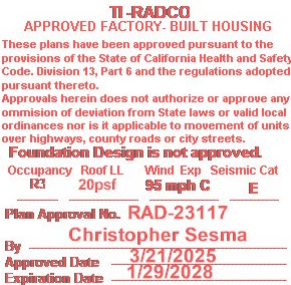 TI-RADCO
APPROVED FACTORY- BUILT HOUSING
These plans have been approved pursuant to the
provisions of the State of California Health and Safety
Code. Division 13, Part 6 and the regulations adopted
pursuant thereto.
Approvals herein does not authorize or approve any
ommision of deviation from State laws or valid local
ordinances nor is it applicable to movement of units
over highways, county roads or city streets.
Foundation Design is not approved.
Occupancy Roof LL Wind Exp Seismic Cat
R3 20psf 95 mph C E
Plan Approval No. RAD-23117
Christopher Sesma
By
Approved Date 3/21/2025
Expiration Date 1/29/2028